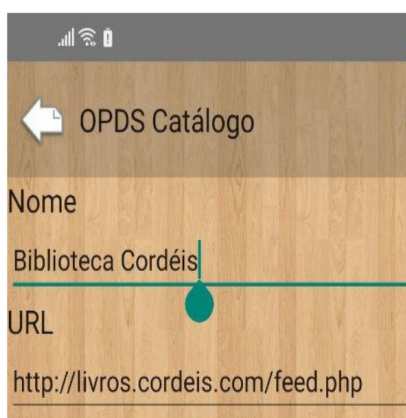 OPDS Catálogo
Nome
Biblioteca Cordéis
URL
http://livros.cordeis.com/feed.php